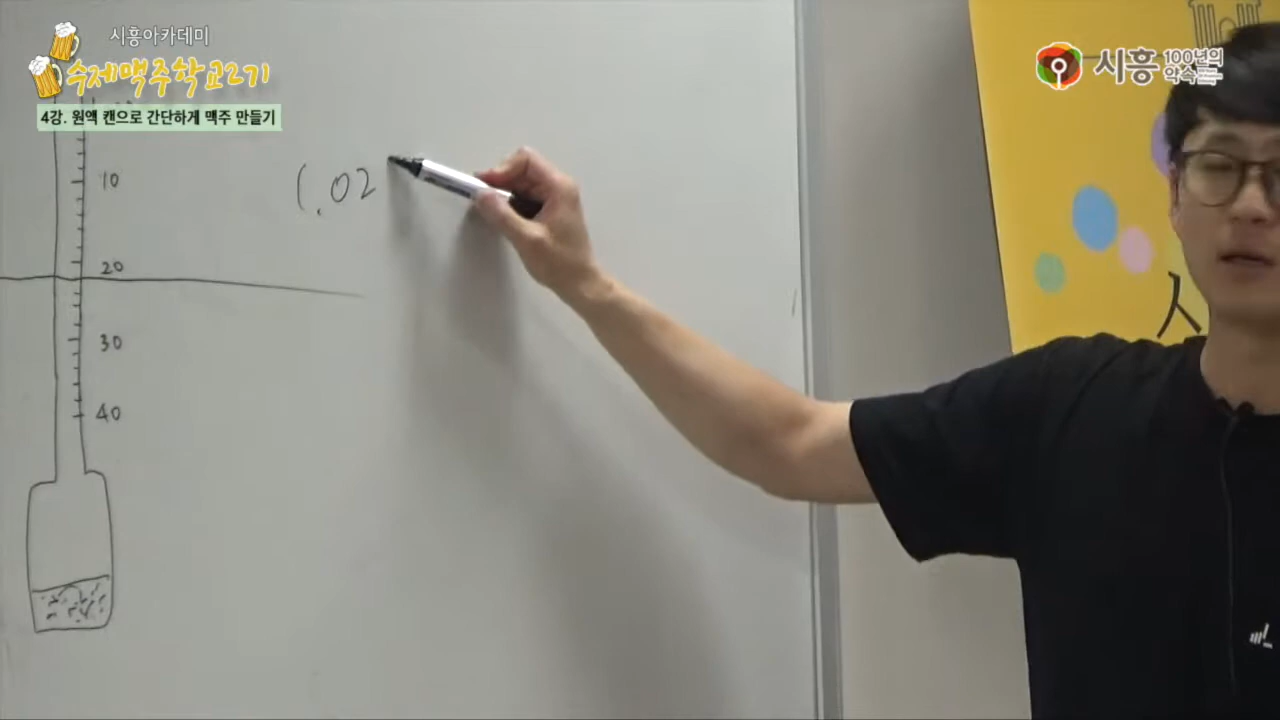 시흥아카데미
수제맥주학교2기
4강. 원액 캔으로 간단하게 맥주 만들기
시흥 100년의 약속
10
1.02
20
30
40
시